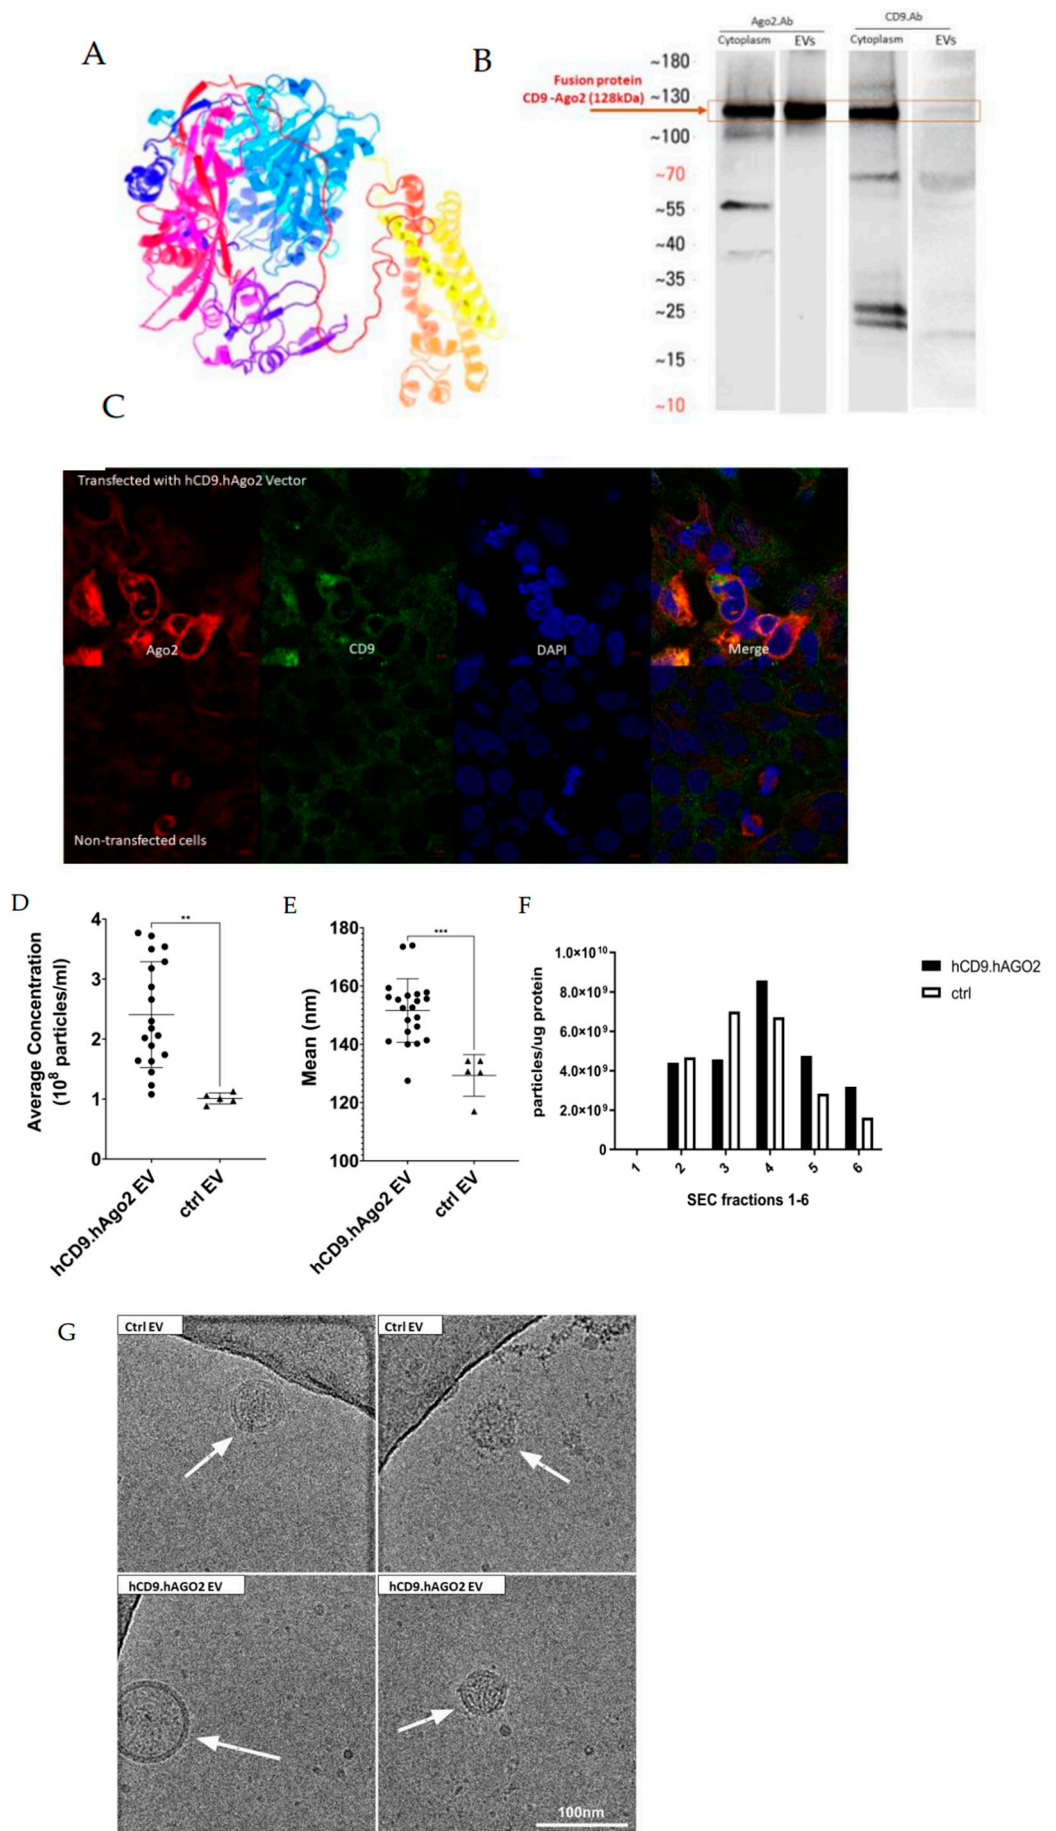 A
B
Ago2.Ab
CD9.Ab
Cytoplasm
EVs
Cytoplasm
EVs
Fusion protein
CD9 -Ago2 (128kDa)
~180
~130
~100
~70
~55
~40
~35
~25
~15
~10
C
Transfected with hCD9.hAgo2 Vector
Ago2
CD9
DAPI
Merge
Non-transfected cells
D
Average Concentration
(10⁸ particles/ml)
4
3
2
1
0
**
hCD9.hAgo2 EV
ctrl EV
E
Mean (nm)
180
160
140
120
100
***
hCD9.hAgo2 EV
ctrl EV
F
particles/ug protein
1.0×10¹⁰
8.0×10⁹
6.0×10⁹
4.0×10⁹
2.0×10⁹
0
1
2
3
4
5
6
SEC fractions 1-6
hCD9.hAGO2
ctrl
G
Ctrl EV
Ctrl EV
hCD9.hAGO2 EV
hCD9.hAGO2 EV
100nm